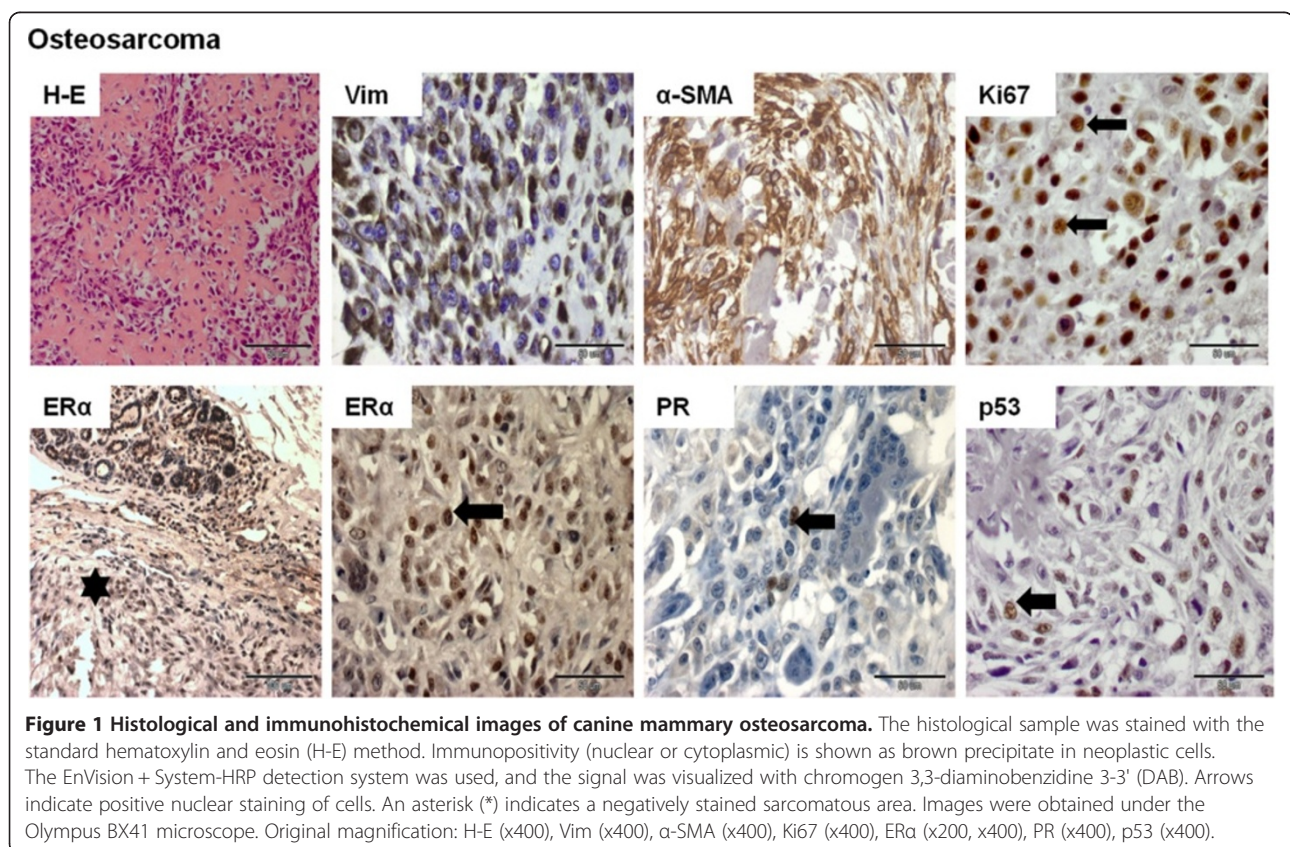 Osteosarcoma
H-E
Vim
α-SMA
Ki67
ERα
ERα
PR
p53
Figure 1 Histological and immunohistochemical images of canine mammary osteosarcoma. The histological sample was stained with the
standard hematoxylin and eosin (H-E) method. Immunopositivity (nuclear or cytoplasmic) is shown as brown precipitate in neoplastic cells.
The EnVision + System-HRP detection system was used, and the signal was visualized with chromogen 3,3-diaminobenzidine 3-3' (DAB). Arrows
indicate positive nuclear staining of cells. An asterisk (*) indicates a negatively stained sarcomatous area. Images were obtained under the
Olympus BX41 microscope. Original magnification: H-E (x400), Vim (x400), α-SMA (x400), Ki67 (x400), ERα (x200, x400), PR (x400), p53 (x400).